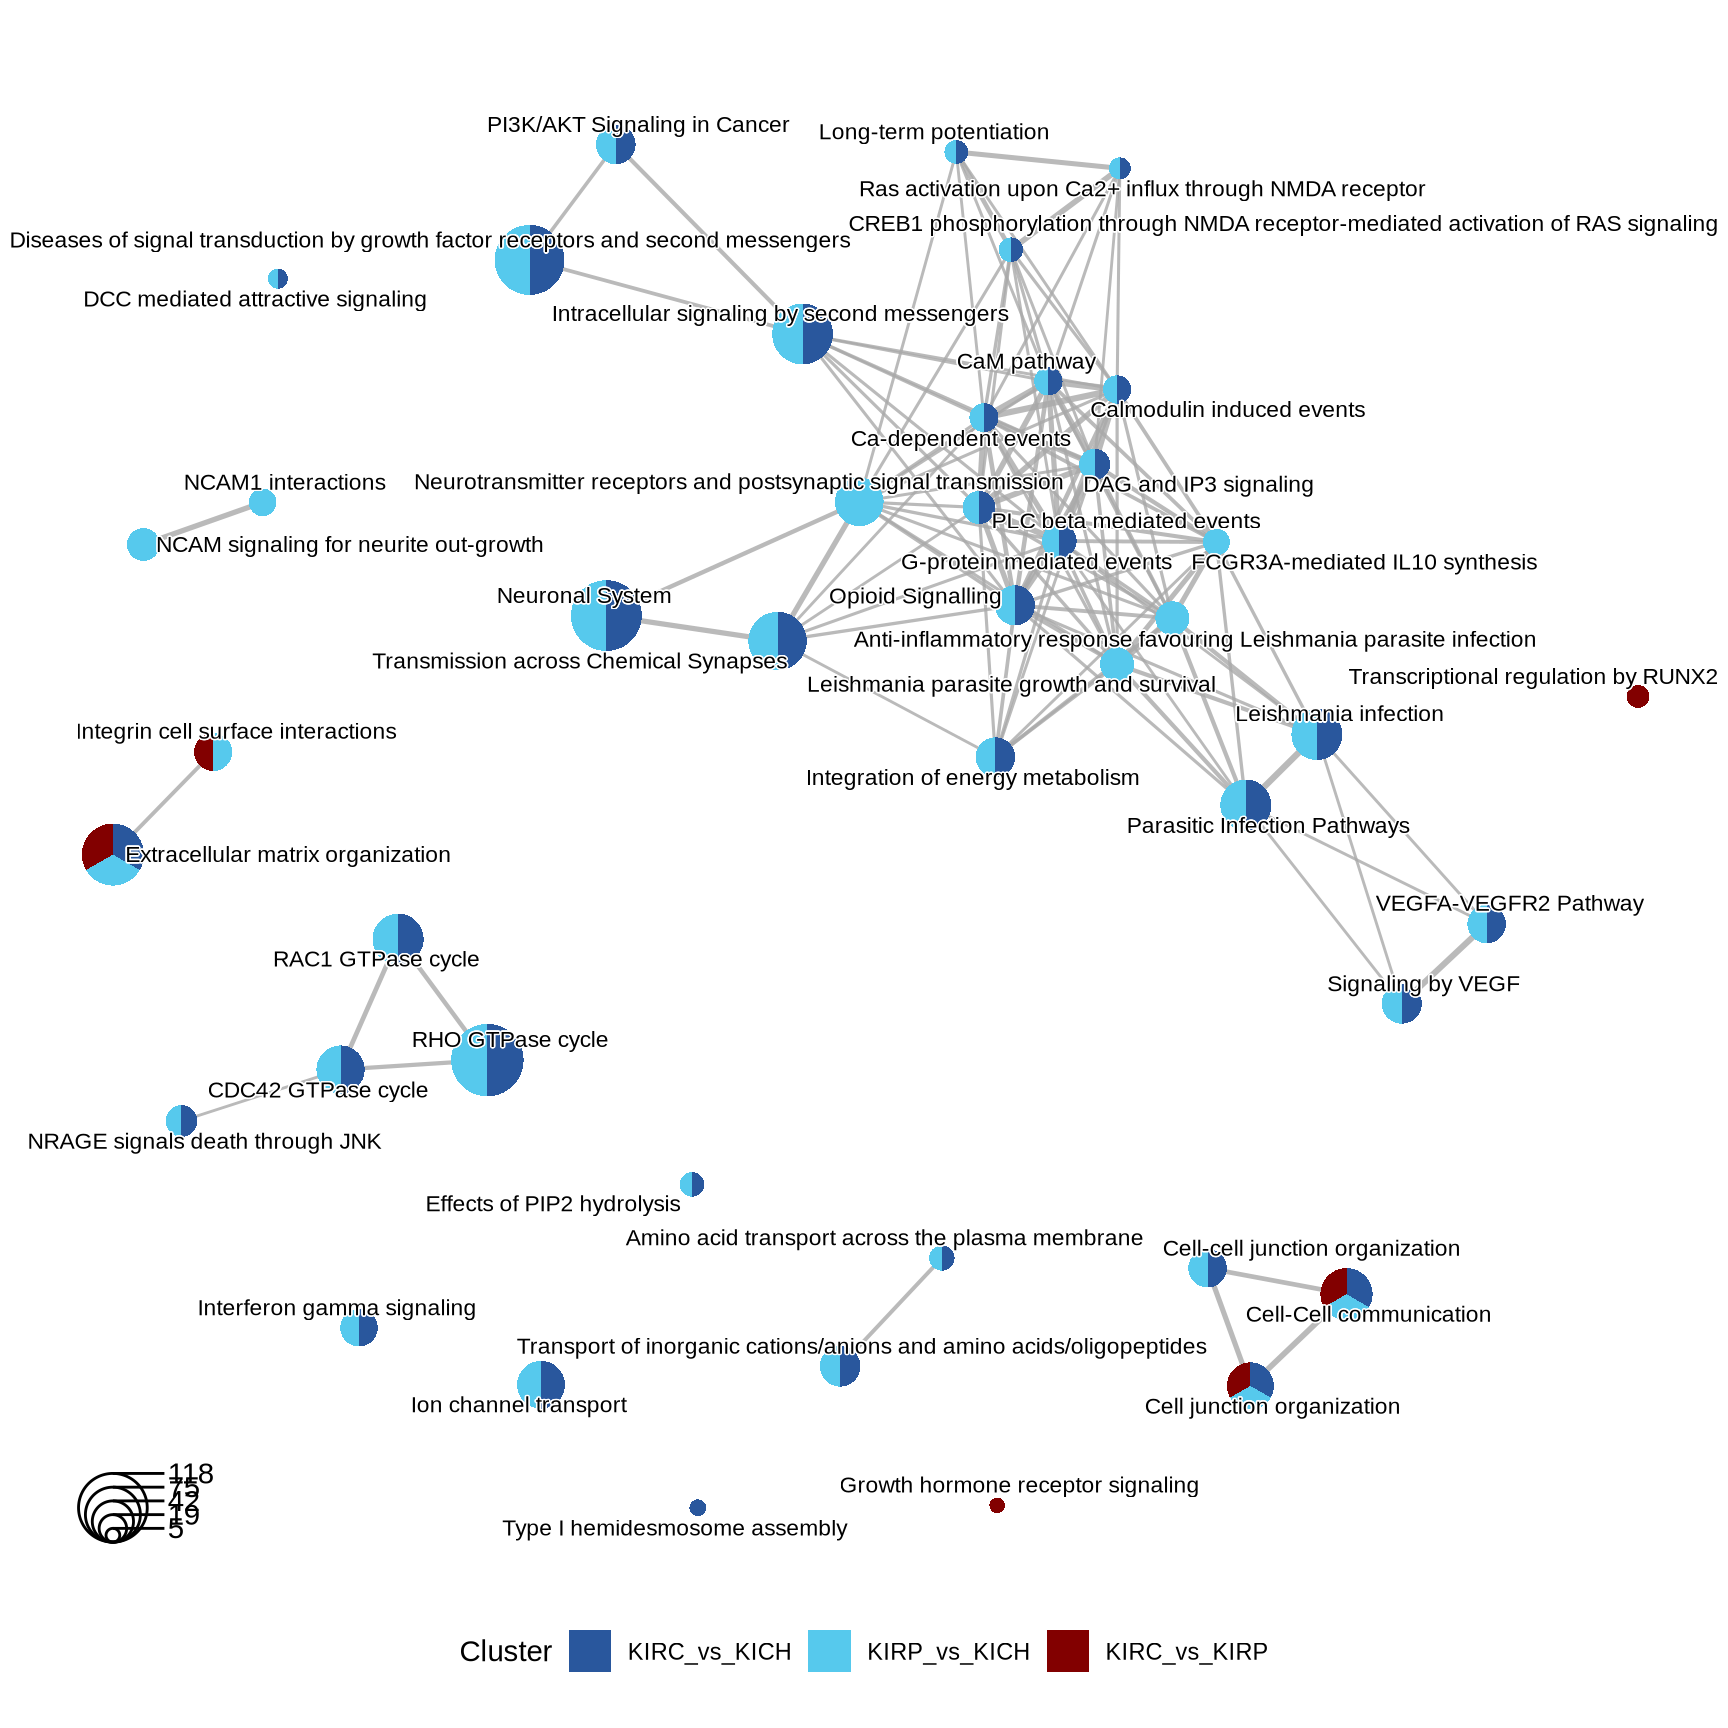 PI3K/AKT Signaling in Cancer
Long-term potentiation
Ras activation upon Ca2+ influx through NMDA receptor
CREB1 phosphorylation through NMDA receptor-mediated activation of RAS signaling
Diseases of signal transduction by growth factor receptors and second messengers
DCC mediated attractive signaling
Intracellular signaling by second messengers
CaM pathway
Calmodulin induced events
Ca-dependent events
NCAM1 interactions
Neurotransmitter receptors and postsynaptic signal transmission
DAG and IP3 signaling
PLC beta mediated events
NCAM signaling for neurite out-growth
G-protein mediated events
FCGR3A-mediated IL10 synthesis
Neuronal System
Opioid Signalling
Anti-inflammatory response favouring Leishmania parasite infection
Transmission across Chemical Synapses
Transcriptional regulation by RUNX2
Leishmania parasite growth and survival
Leishmania infection
Integrin cell surface interactions
Integration of energy metabolism
Parasitic Infection Pathways
Extracellular matrix organization
VEGFA-VEGFR2 Pathway
RAC1 GTPase cycle
Signaling by VEGF
RHO GTPase cycle
CDC42 GTPase cycle
NRAGE signals death through JNK
Effects of PIP2 hydrolysis
Amino acid transport across the plasma membrane
Cell-cell junction organization
Interferon gamma signaling
Cell-Cell communication
Transport of inorganic cations/anions and amino acids/oligopeptides
Ion channel transport
Cell junction organization
118
75
42
19
5
Growth hormone receptor signaling
Type I hemidesmosome assembly
Cluster KIRC_vs_KICH KIRP_vs_KICH KIRC_vs_KIRP